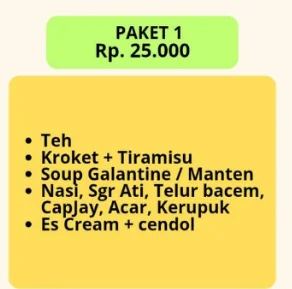 PAKET 1
Rp. 25.000
• Teh
• Kroket + Tiramisu
• Soup Galantine / Manten
• Nasi, Sgr Ati, Telur bacem,
CapJay, Acar, Kerupuk
• Es Cream + cendol